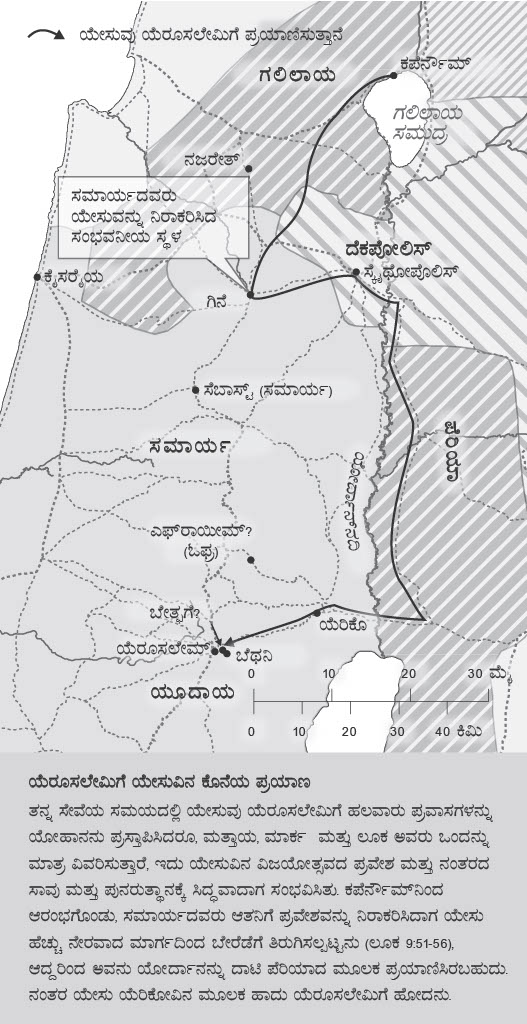 ಯೇಸುವು ಯೆರೂಸಲೇಮಿಗೆ ಪ್ರಯಾಣಿಸುತ್ತಾನೆ
ಕಪೆರ್ನೌಮ್
ಗಲಿಲಾಯ
ಗಲಿಲಾಯ
ಸಮುದ್ರ
ನಜರೇತ್
ಸಮಾರ್ಯದವರು
ಯೇಸುವನ್ನು ನಿರಾಕರಿಸಿದ
ಸಂಭವನೀಯ ಸ್ಥಳ
ದೆಕಪೋಲಿಸ್
ಸ್ಕೈಥೋಪೊಲಿಸ್
ಕೈಸರೈಯ
ಗಿನೆ
ಸೆಬಾಸ್ಟ್ (ಸಮಾರ್ಯ)
ಸಮಾರ್ಯ
ಪೆರಿಯಾ
ಯೋರ್ದಾನ್ ನದಿ
ಎಫ್‌ರಾಯೀಮ್?
(ಓಫ್ರ)
ಬೇತ್ಫಗೆ?
ಯೆರಿಕೊ
ಯೆರೂಸಲೇಮ್
ಬೆಥನಿ
ಯೂದಾಯ
0 10 20 30 ಮೈ
0 10 20 30 40 ಕಿಮಿ
ಯೆರೂಸಲೇಮಿಗೆ ಯೇಸುವಿನ ಕೊನೆಯ ಪ್ರಯಾಣ
ತನ್ನ ಸೇವೆಯ ಸಮಯದಲ್ಲಿ ಯೇಸುವು ಯೆರೂಸಲೇಮಿಗೆ ಹಲವಾರು ಪ್ರವಾಸಗಳನ್ನು
ಯೋಹಾನನು ಪ್ರಸ್ತಾಪಿಸಿದರೂ, ಮತ್ತಾಯ, ಮಾರ್ಕ ಮತ್ತು ಲೂಕ ಅವರು ಒಂದನ್ನು
ಮಾತ್ರ ವಿವರಿಸುತ್ತಾರೆ, ಇದು ಯೇಸುವಿನ ವಿಜಯೋತ್ಸವದ ಪ್ರವೇಶ ಮತ್ತು ನಂತರದ
ಸಾವು ಮತ್ತು ಪುನರುತ್ಥಾನಕ್ಕೆ ಸಿದ್ಧವಾದಾಗ ಸಂಭವಿಸಿತು. ಕಪೆರ್ನೌಮ್‌ನಿಂದ
ಆರಂಭಗೊಂಡು, ಸಮಾರ್ಯದವರು ಆತನಿಗೆ ಪ್ರವೇಶವನ್ನು ನಿರಾಕರಿಸಿದಾಗ ಯೇಸು
ಹೆಚ್ಚು ನೇರವಾದ ಮಾರ್ಗದಿಂದ ಬೇರೆಡೆಗೆ ತಿರುಗಿಸಲ್ಪಟ್ಟನು (ಲೂಕ 9:51-56),
ಆದ್ದರಿಂದ ಅವನು ಯೋರ್ದಾನನ್ನು ದಾಟಿ ಪೆರಿಯಾದ ಮೂಲಕ ಪ್ರಯಾಣಿಸಿರಬಹುದು.
ನಂತರ ಯೇಸು ಯೆರಿಕೋವಿನ ಮೂಲಕ ಹಾದು ಯೆರೂಸಲೇಮಿಗೆ ಹೋದನು.